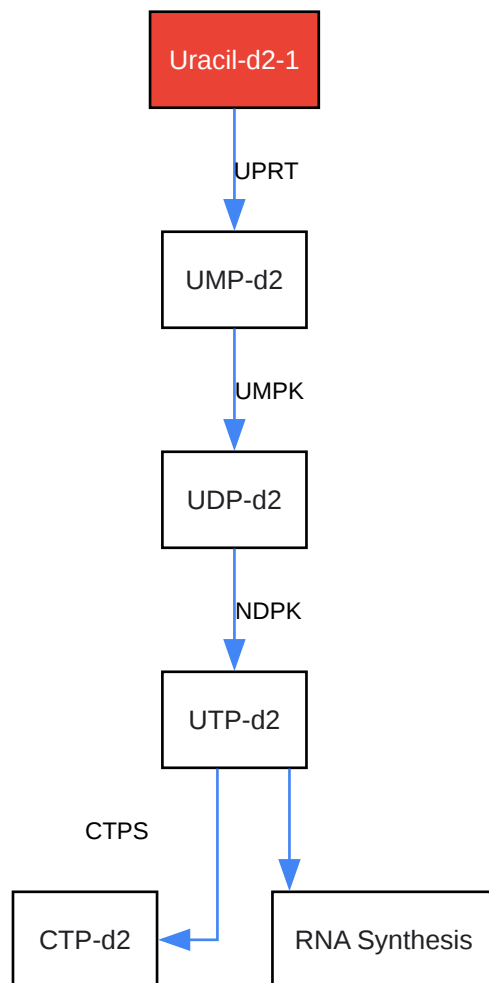 Uracil-d2-1
UPRT
UMP-d2
UMPK
UDP-d2
NDPK
UTP-d2
CTPS
CTP-d2
RNA Synthesis